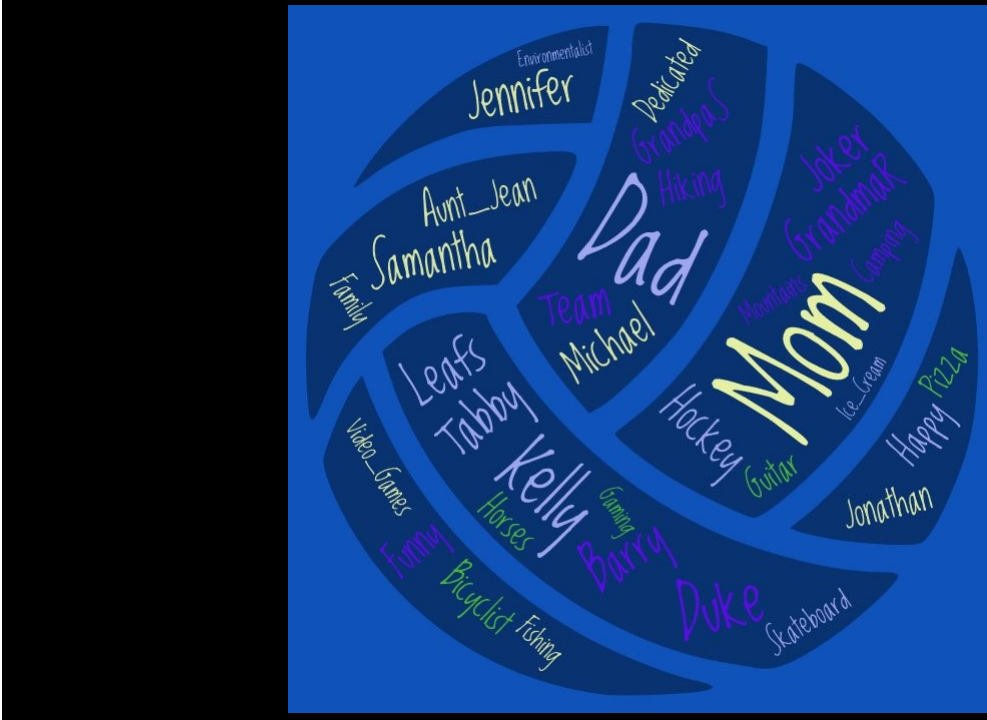 Environmentalist
Jennifer
Aunt_Jean
Samantha
Family
Dedicated
GrandpaS
Hiking
Dad
Team
Michael
Joker
GrandmaR
Camping
Mountains
Mom
Ice_Cream
Hockey
Guitar
Pizza
Happy
Jonathan
Leafs
Tabby
Kelly
Horses
Gaming
Barry
Duke
Skateboard
Video_Games
Funny
Bicyclist
Fishing